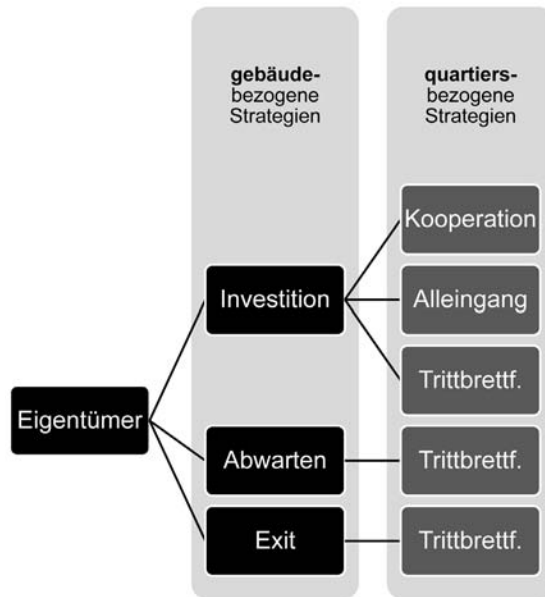 gebäude-
bezogene
Strategien
quartiers-
bezogene
Strategien
Kooperation
Investition
Alleingang
Trittbrettf.
Eigentümer
Abwarten
Trittbrettf.
Exit
Trittbrettf.